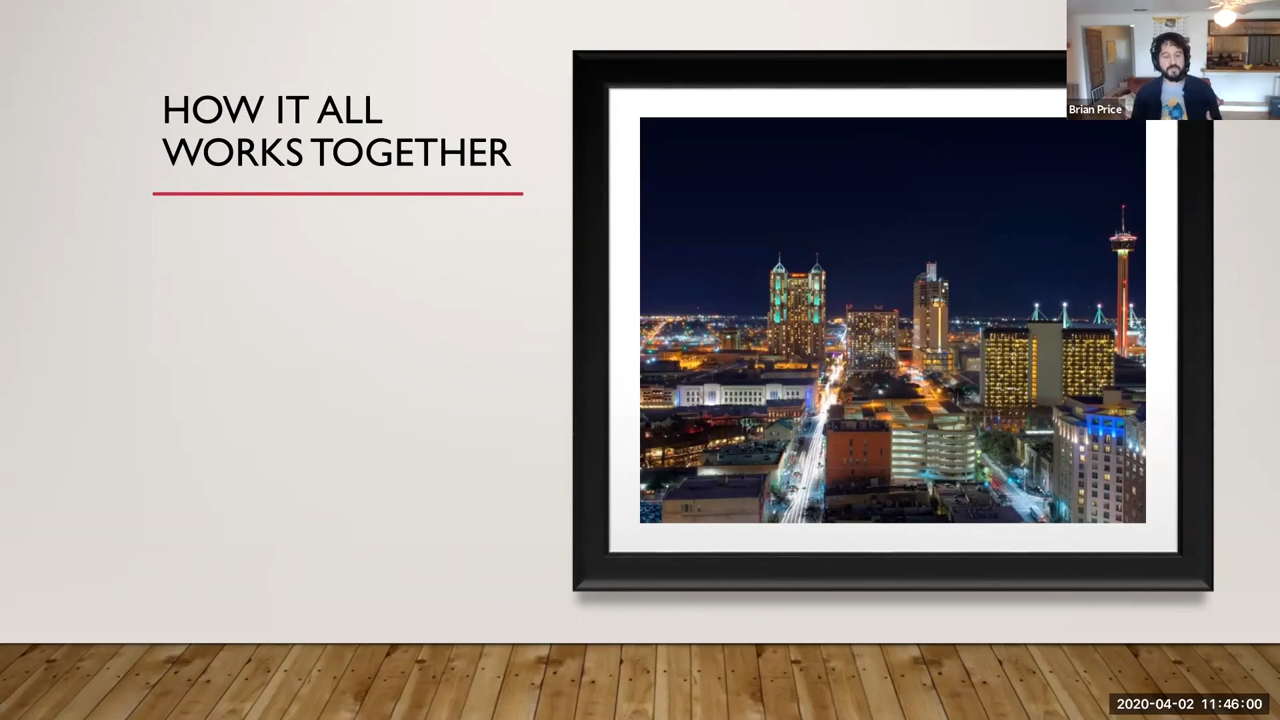 HOW IT ALL
WORKS TOGETHER
Brian Price
2020-04-02 11:46:00